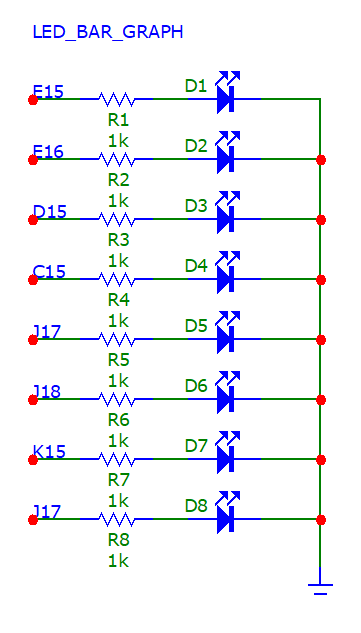 LED_BAR_GRAPH
E15 D1
R1
1k
E16 D2
R2
1k
D15 D3
R3
1k
C15 D4
R4
1k
J17 D5
R5
1k
J18 D6
R6
1k
K15 D7
R7
1k
J17 D8
R8
1k